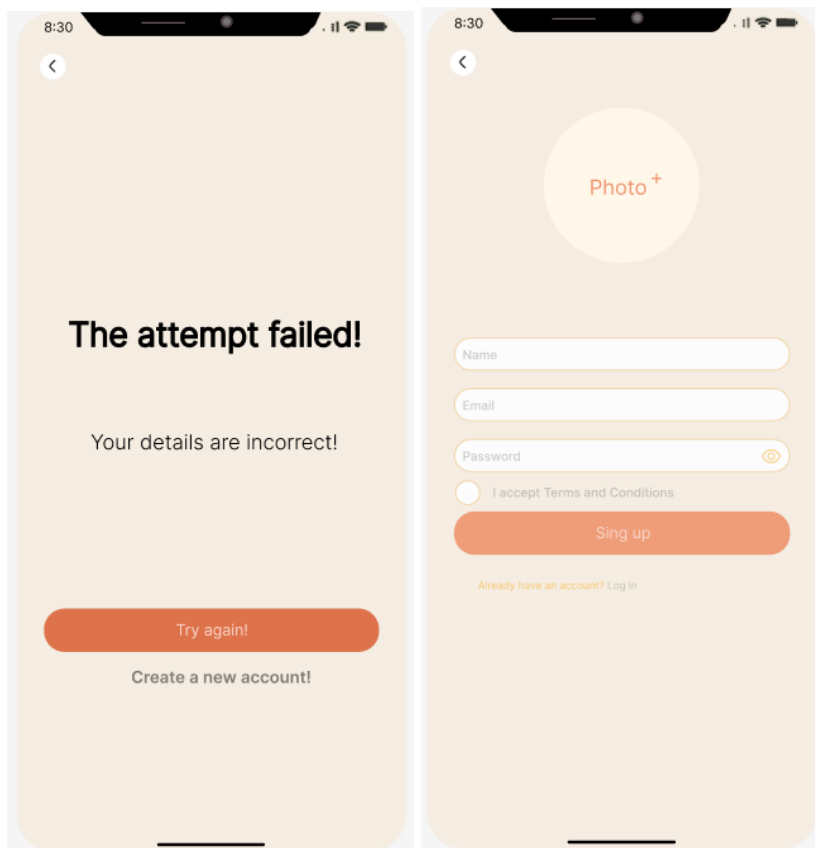 8:30
The attempt failed!
Your details are incorrect!
Try again!
Create a new account!
8:30
Photo +
Name
Email
Password
I accept Terms and Conditions
Sing up
Already have an account? Log in